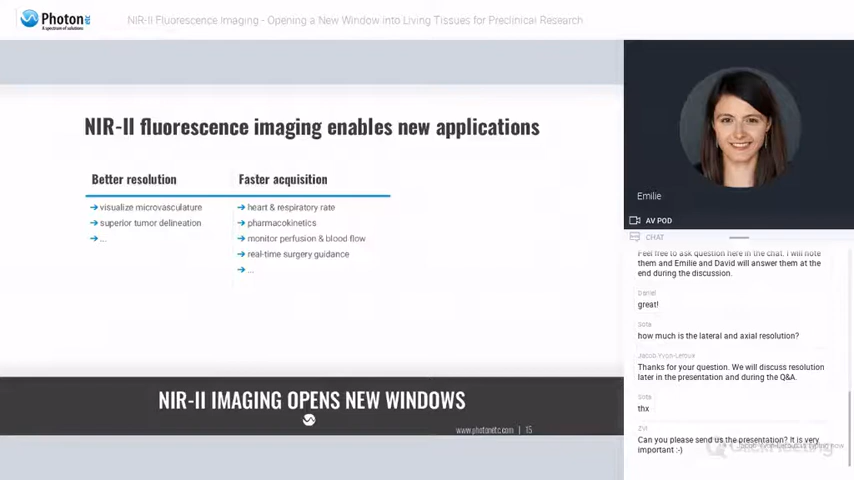 Photon etc
A spectrum of solutions
NIR-II Fluorescence Imaging - Opening a New Window into Living Tissues for Preclinical Research
NIR-II fluorescence imaging enables new applications
Better resolution
→ visualize microvasculature
→ superior tumor delineation
→ ...
Faster acquisition
→ heart & respiratory rate
→ pharmacokinetics
→ monitor perfusion & blood flow
→ real-time surgery guidance
→ ...
NIR-II IMAGING OPENS NEW WINDOWS
www.photonetc.com | 15
Emilie
AV POD
CHAT
Feel free to ask question here in the chat. I will note
them and Emilie and David will answer them at the
end during the discussion.
Daniel
great!
Sota
how much is the lateral and axial resolution?
Jacob Yvon-Leroux
Thanks for your question. We will discuss resolution
later in the presentation and during the Q&A.
Sota
thx
ZVI
Can you please send us the presentation? It is very
important :-)
ClickMeeting